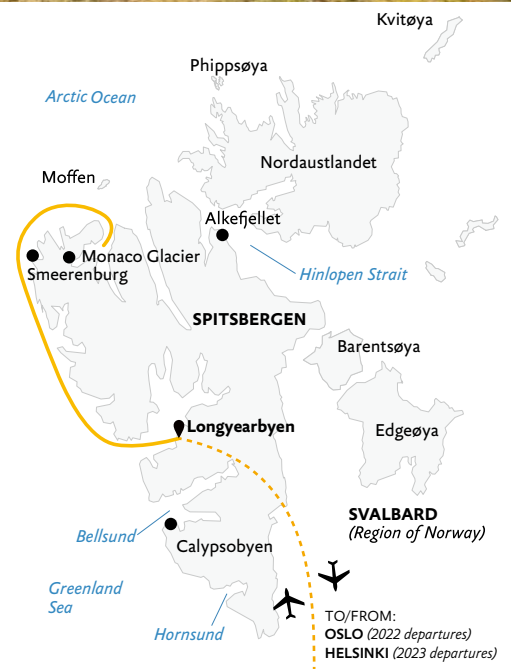 Kvitøya
Phippsøya
Arctic Ocean
Nordaustlandet
Moffen
Alkefjellet
Monaco Glacier
Smeerenburg
Hinlopen Strait
SPITSBERGEN
Barentsøya
Longyearbyen
Edgeøya
SVALBARD
(Region of Norway)
Bellsund
Calypsobyen
Greenland
Sea
Hornsund
TO/FROM:
OSLO (2022 departures)
HELSINKI (2023 departures)